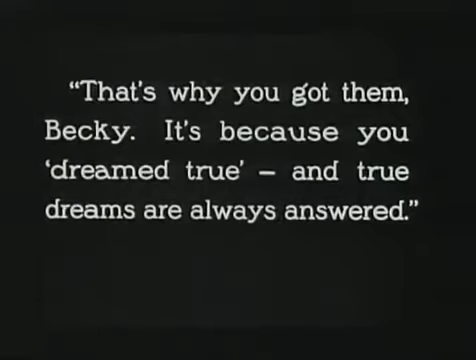 “That's why you got them,
Becky. It's because you
‘dreamed true’ – and true
dreams are always answered.”